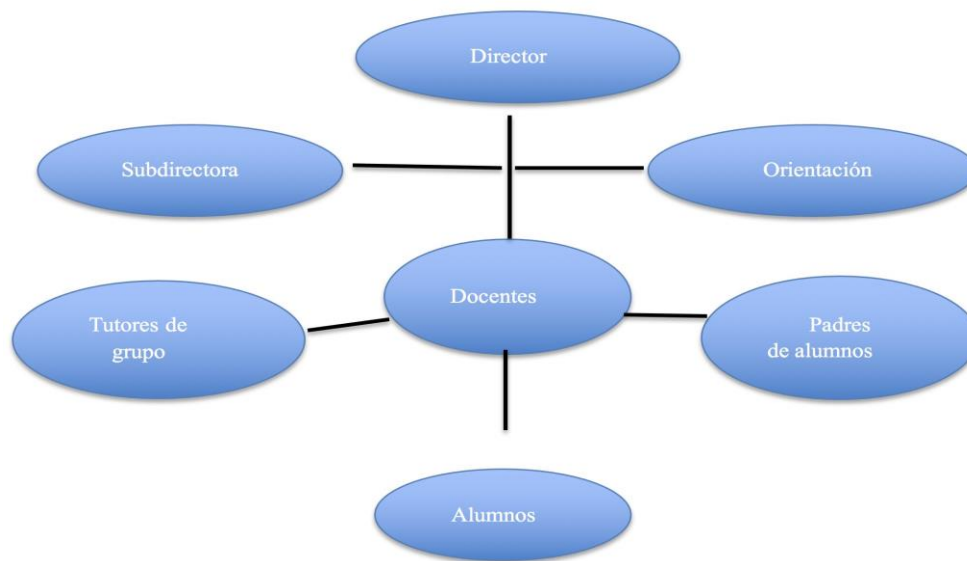 Director
Subdirectora
Orientación
Docentes
Tutores de
grupo
Padres
de alumnos
Alumnos